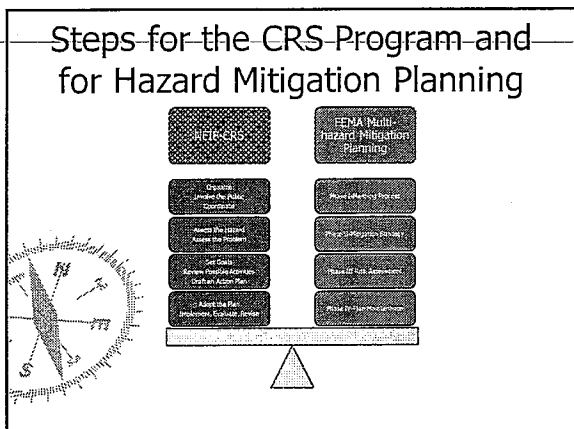 Steps for the CRS Program and
for Hazard Mitigation Planning
NFIP-CRS
FEMA Multi-
hazard Mitigation
Planning
Organize
Involve the Public
Coordinate
Phase I-Planning Process
Assess the Hazard
Assess the Problem
Phase II-Mitigation Strategy
Set Goals
Review Possible Activities
Draft an Action Plan
Phase III-Risk Assessment
Adopt the Plan
Implement, Evaluate, Revise
Phase IV-Plan Maintenance
N
S